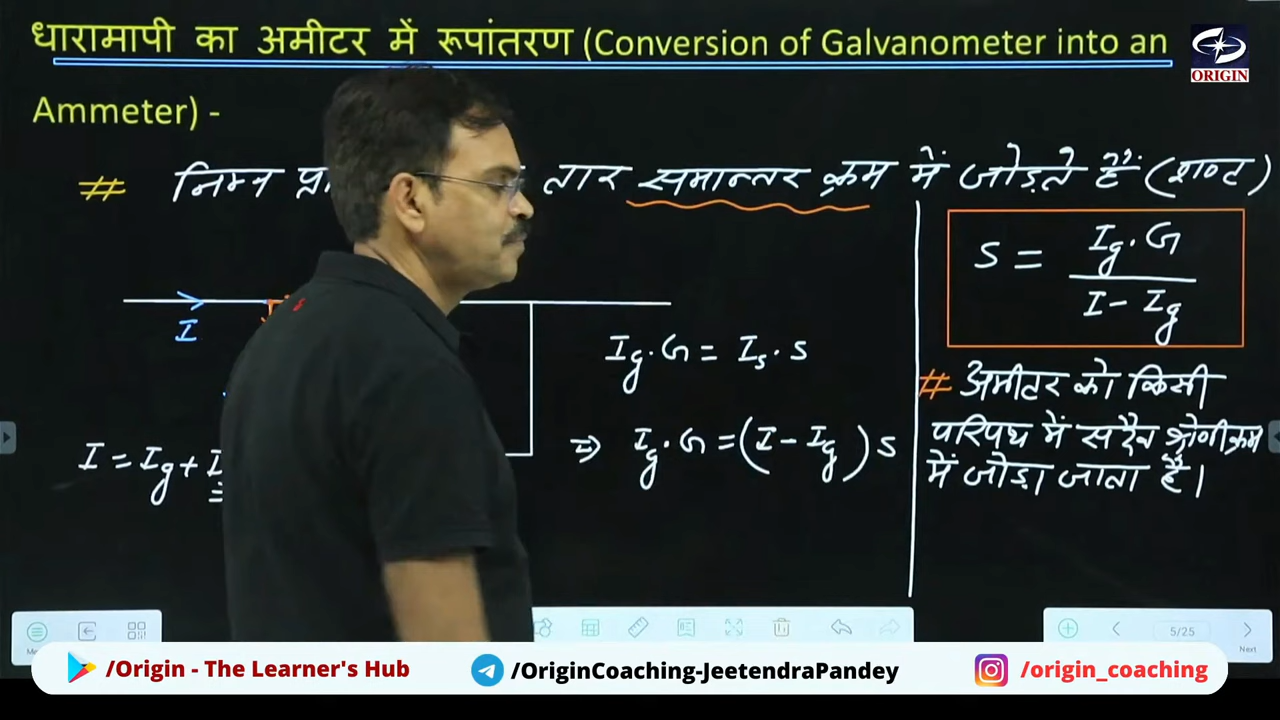 धारामापी का अमीटर में रूपांतरण (Conversion of Galvanometer into an
Ammeter) -
ORIGIN
# निम्न तार समान्तर क्रम में जोड़ते हैं (शण्ट)
I
I = Ig +
Ig . G = Is . S
⇒ Ig . G = (I - Ig) S
S = Ig . G / I - Ig
# अमीटर को किसी
परिपथ में सदैव श्रेणीक्रम
में जोड़ा जाता है।
5/25
Next
/Origin - The Learner's Hub
/OriginCoaching-JeetendraPandey
/origin_coaching